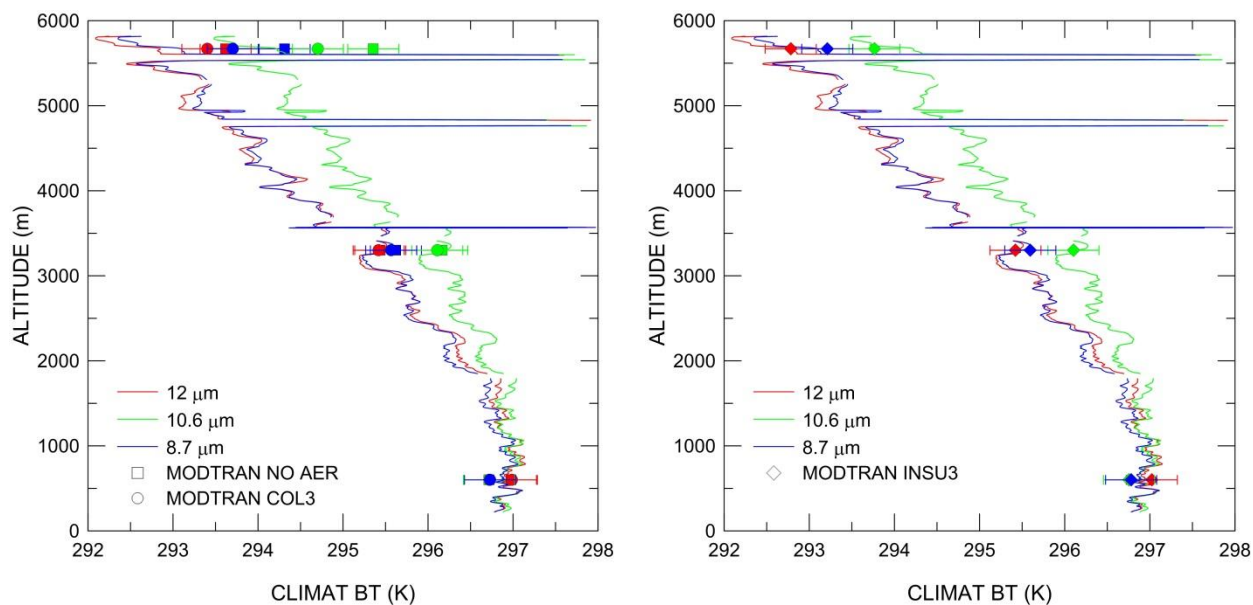 6000
5000
4000
3000
2000
1000
0
ALTITUDE (m)
12 μm
10.6 μm
8.7 μm
MODTRAN NO AER
MODTRAN COL3
292 293 294 295 296 297 298
CLIMAT BT (K)
6000
5000
4000
3000
2000
1000
0
ALTITUDE (m)
12 μm
10.6 μm
8.7 μm
MODTRAN INSU3
292 293 294 295 296 297 298
CLIMAT BT (K)